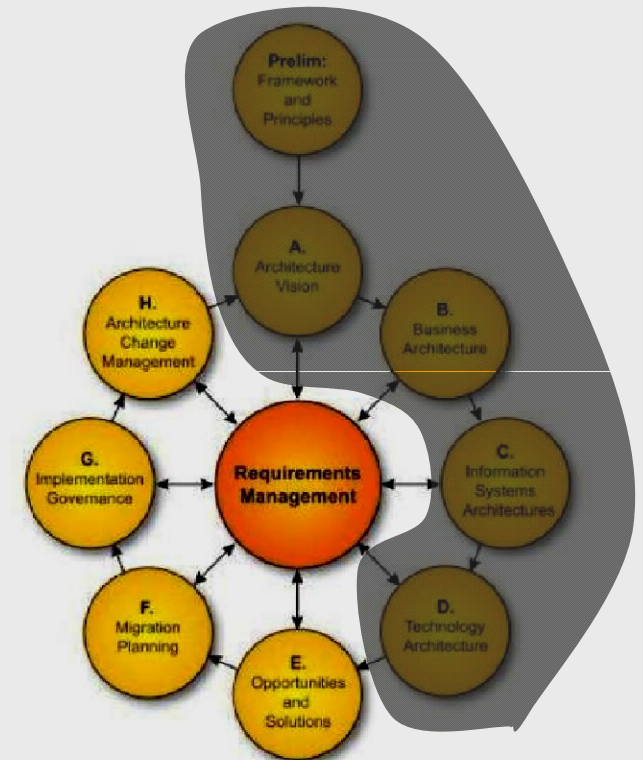 Prelim:
Framework
and
Principles
A.
Architecture
Vision
B.
Business
Architecture
C.
Information
Systems
Architectures
D.
Technology
Architecture
E.
Opportunities
and
Solutions
F.
Migration
Planning
G.
Implementation
Governance
H.
Architecture
Change
Management
Requirements
Management